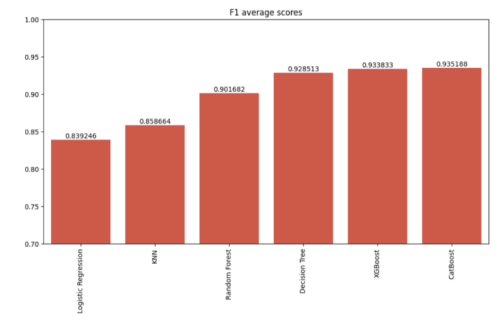 F1 average scores
1.00
0.95
0.90
0.85
0.80
0.75
0.70
0.839246
0.858664
0.901682
0.928513
0.933833
0.935188
Logistic Regression
KNN
Random Forest
Decision Tree
XGBoost
CatBoost